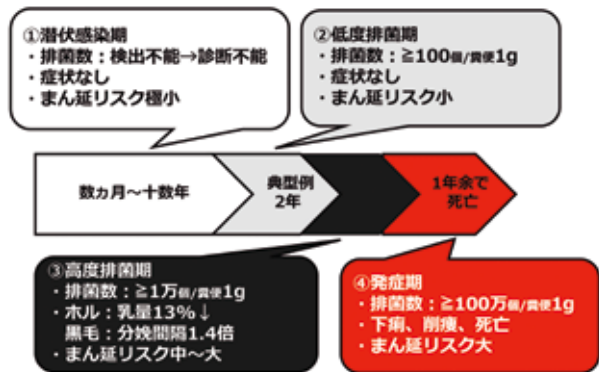 ①潜伏感染期
・排菌数：検出不能→診断不能
・症状なし
・まん延リスク極小
②低度排菌期
・排菌数：≧100個/糞便1g
・症状なし
・まん延リスク小
数ヵ月～十数年
典型例
2年
1年余で
死亡
③高度排菌期
・排菌数：≧1万個/糞便1g
・ホル：乳量13%↓
黒毛：分娩間隔1.4倍
・まん延リスク中～大
④発症期
・排菌数：≧100万個/糞便1g
・下痢、削痩、死亡
・まん延リスク大